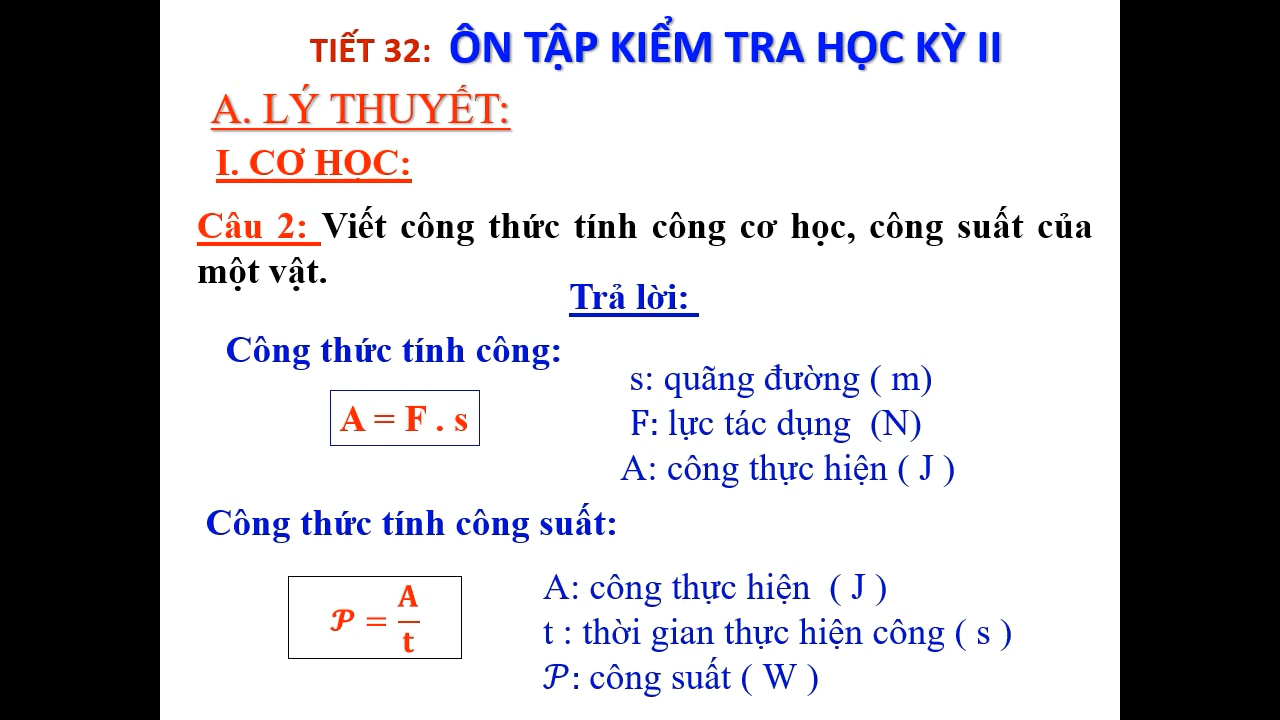 TIẾT 32: ÔN TẬP KIỂM TRA HỌC KỲ II
A. LÝ THUYẾT:
I. CƠ HỌC:
Câu 2: Viết công thức tính công cơ học, công suất của
một vật.
Trả lời:
Công thức tính công:
A = F . s
s: quãng đường ( m)
F: lực tác dụng (N)
A: công thực hiện ( J )
Công thức tính công suất:
𝒫 = A/t
A: công thực hiện ( J )
t : thời gian thực hiện công ( s )
𝒫: công suất ( W )